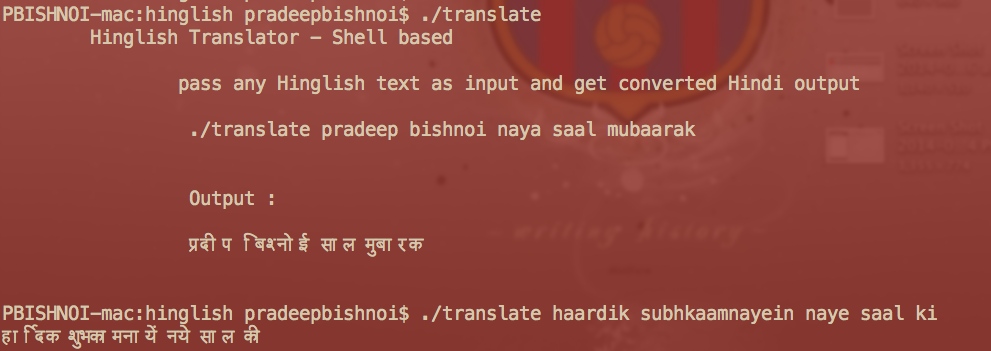 PBISHNOI-mac:hinglish pradeepbishnoi$ ./translate
Hinglish Translator - Shell based
pass any Hinglish text as input and get converted Hindi output
./translate pradeep bishnoi naya saal mubaarak
Output :
प्रदीप बिश्नोई साल मुबारक
PBISHNOI-mac:hinglish pradeepbishnoi$ ./translate haardik subhkaamnayein naye saal ki
हार्दिक शुभकामनायें नये साल की
- writing history -